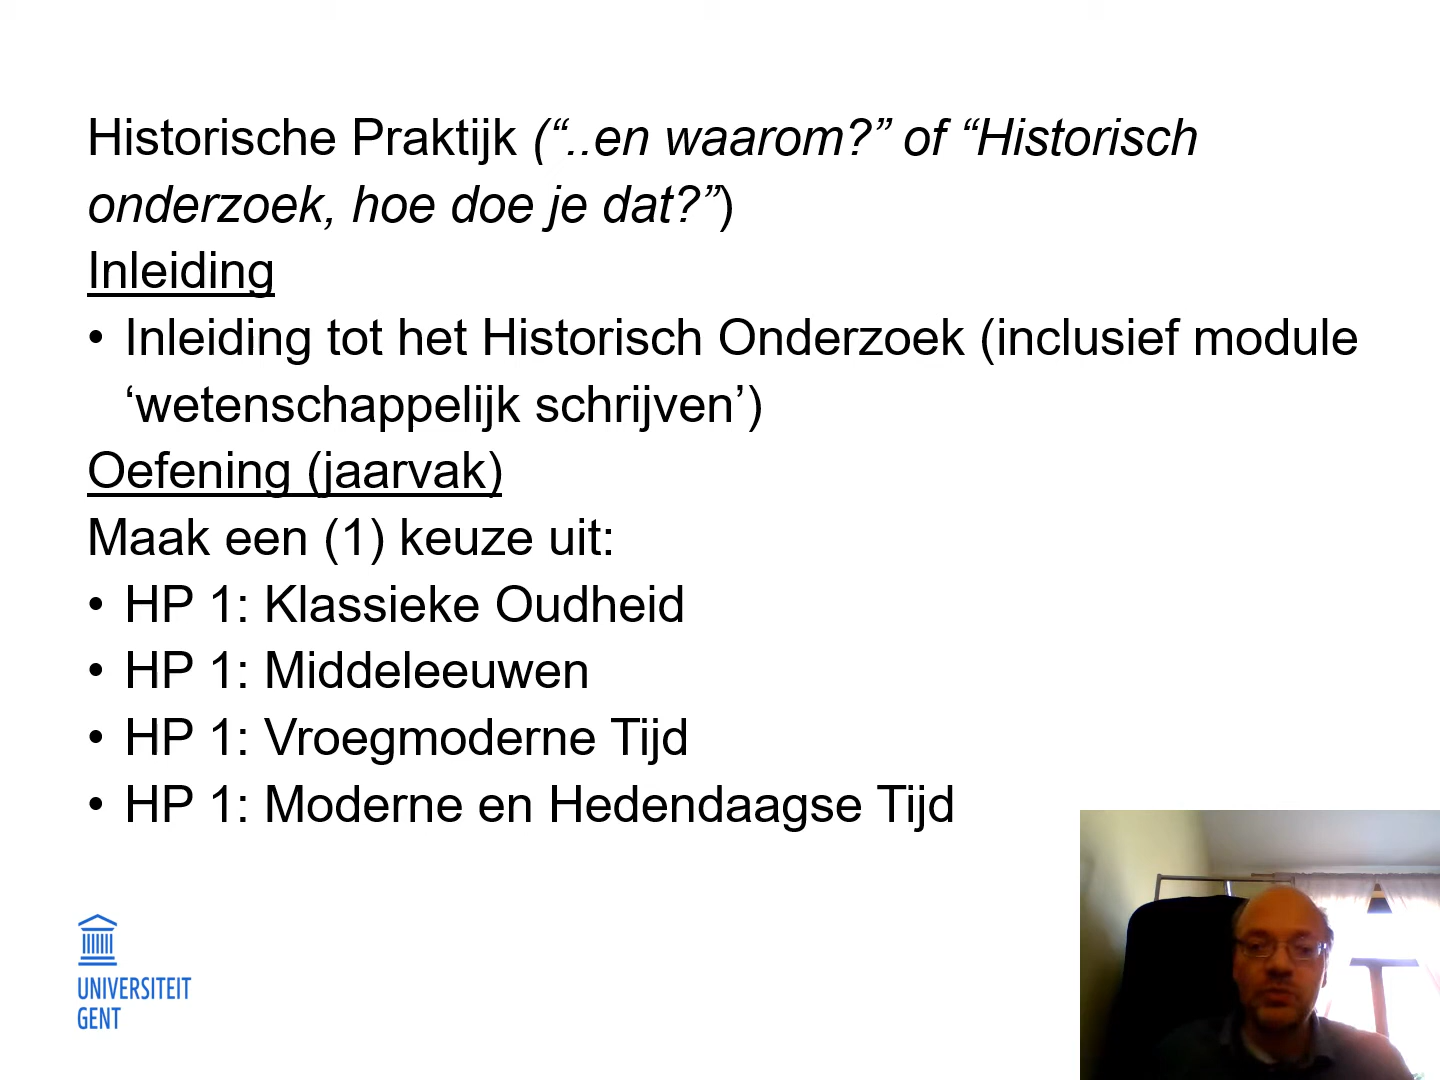 Historische Praktijk (“..en waarom?” of “Historisch
onderzoek, hoe doe je dat?”)
Inleiding
• Inleiding tot het Historisch Onderzoek (inclusief module
‘wetenschappelijk schrijven’)
Oefening (jaarvak)
Maak een (1) keuze uit:
• HP 1: Klassieke Oudheid
• HP 1: Middeleeuwen
• HP 1: Vroegmoderne Tijd
• HP 1: Moderne en Hedendaagse Tijd
UNIVERSITEIT
GENT